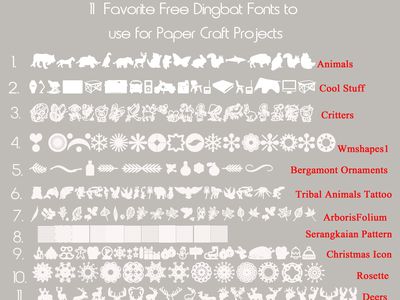 11 Favorite Free Dingbat Fonts to
use for Paper Craft Projects
1. Animals
2. Cool Stuff
3. Critters
4. Wmshapes1
5. Bergamont Ornaments
6. Tribal Animals Tattoo
7. ArborisFolium
8. Serangkaian Pattern
9. Christmas Icon
10. Rosette
11. Deers